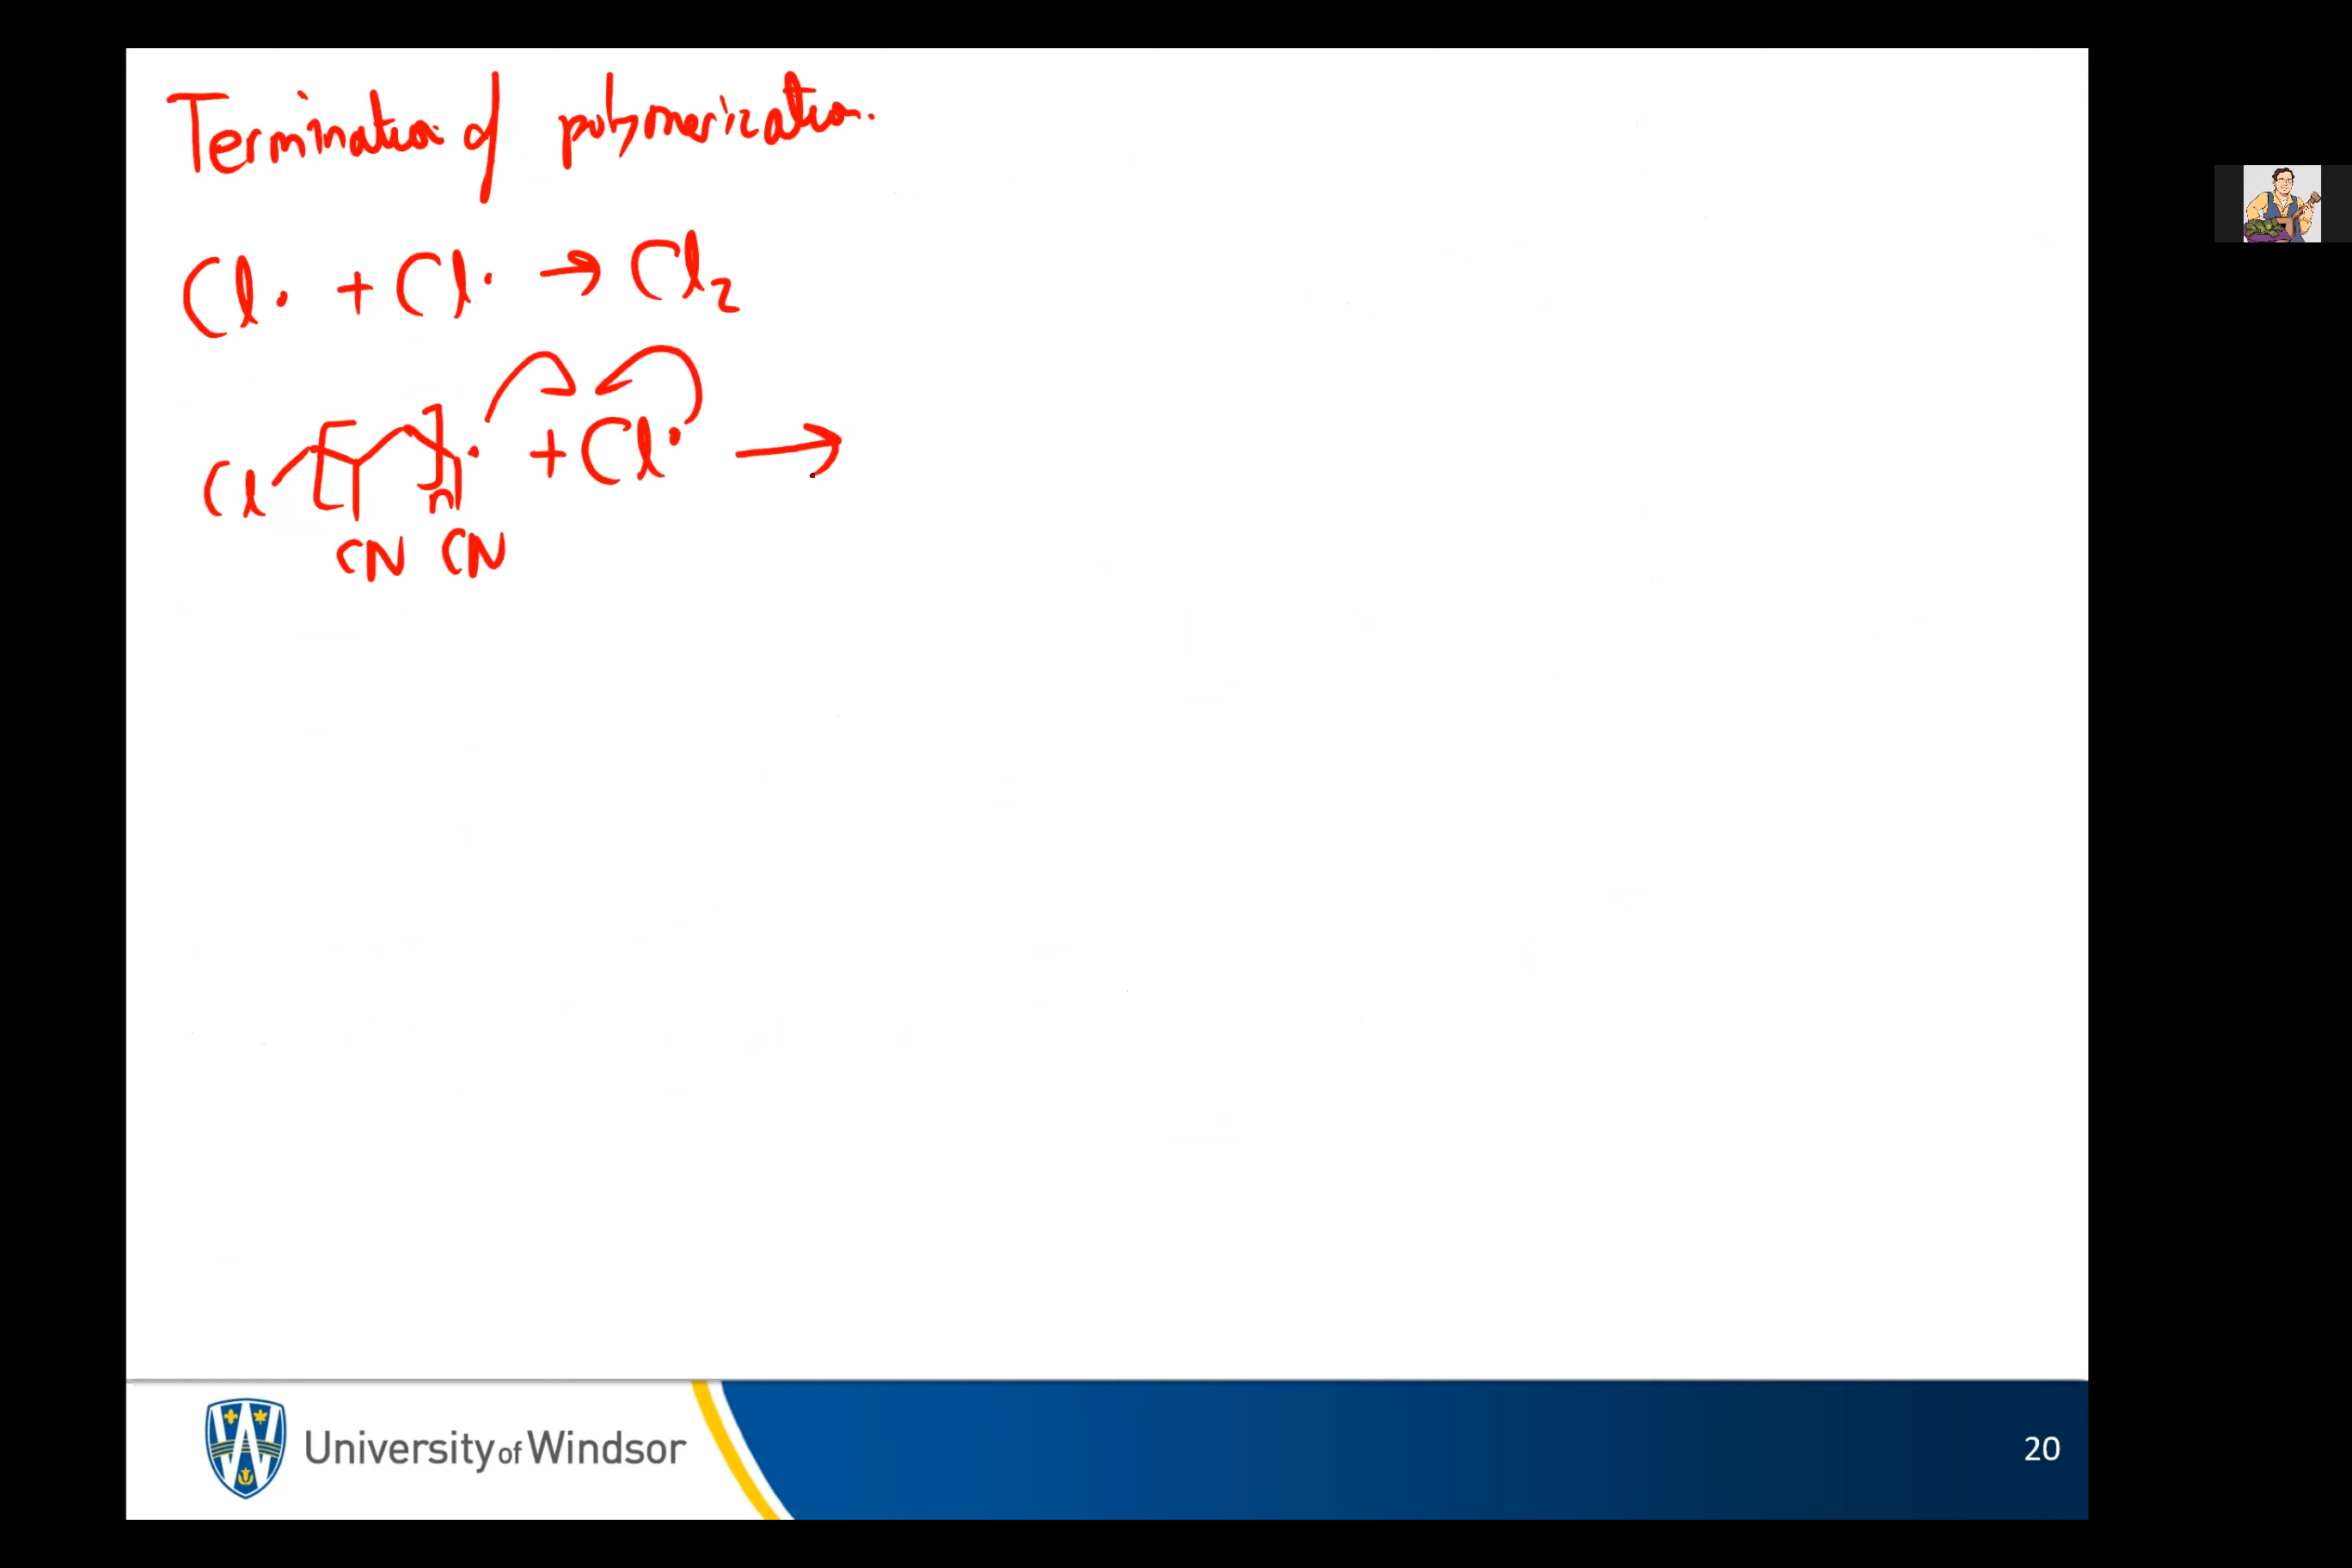 Termination of polymerization.
Cl· + Cl· → Cl2
Cl [ ]n · + Cl· →
CN CN
University of Windsor
20